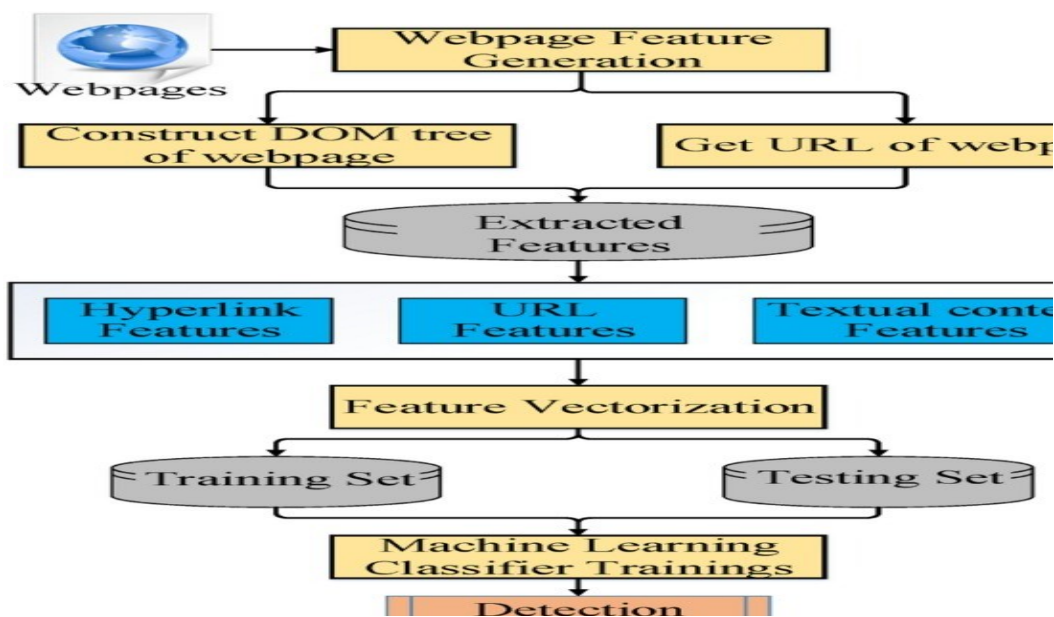 Webpages
Webpage Feature
Generation
Construct DOM tree
of webpage
Get URL of webp
Extracted
Features
Hyperlink
Features
URL
Features
Textual conte
Features
Feature Vectorization
Training Set
Testing Set
Machine Learning
Classifier Trainings
Detection